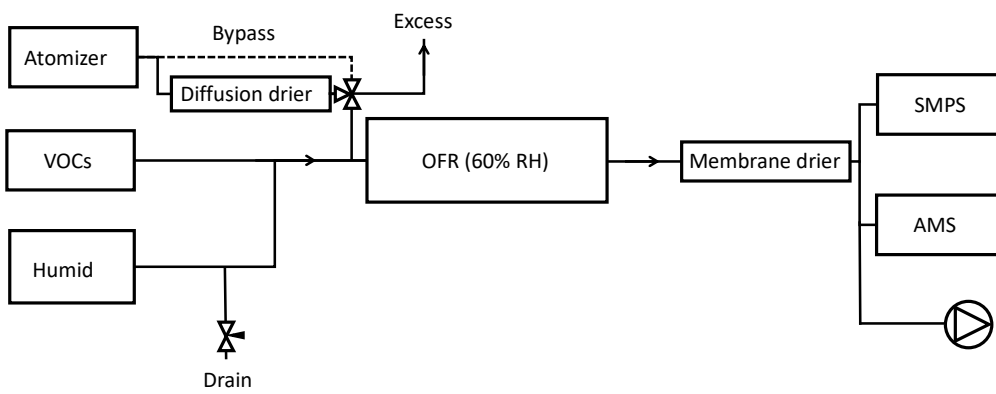 Excess
Bypass
Atomizer
Diffusion drier
SMPS
VOCs
OFR (60% RH)
Membrane drier
AMS
Humid
Drain